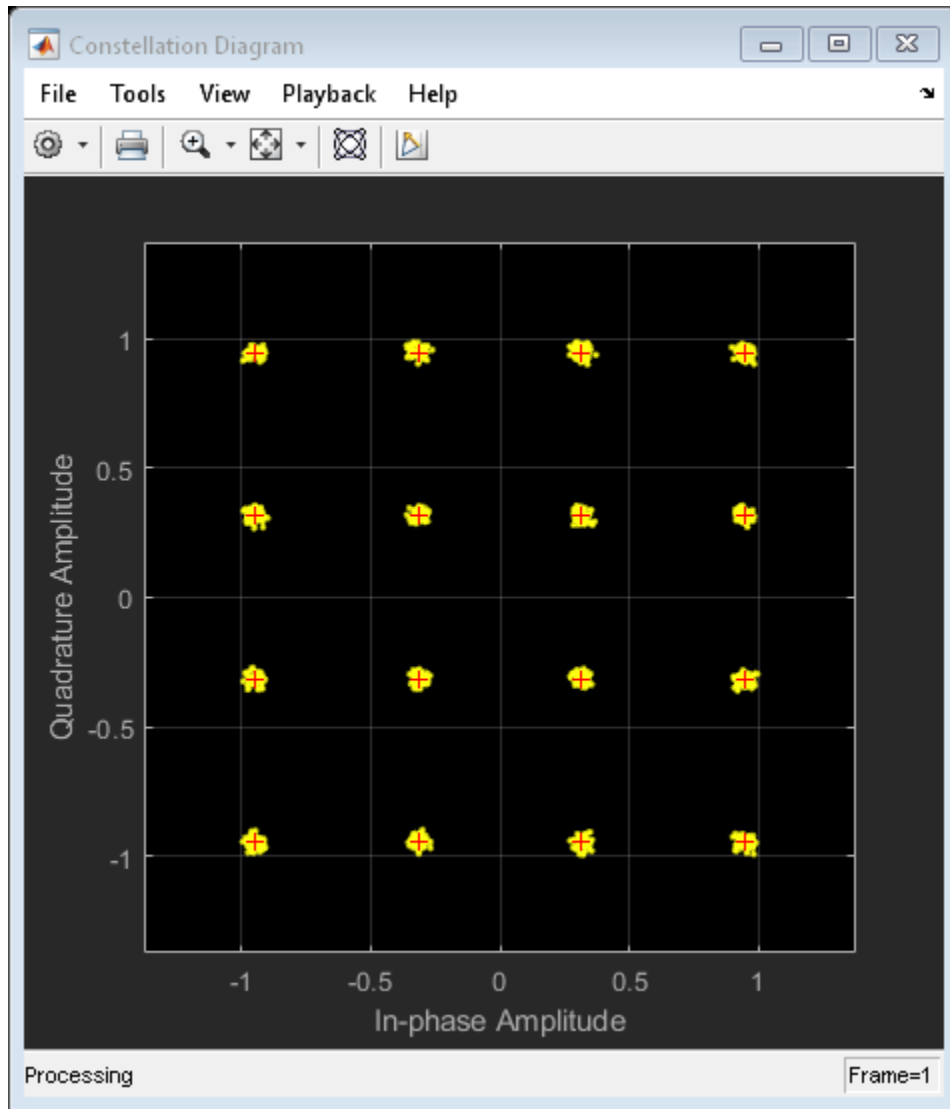 Constellation Diagram
File Tools View Playback Help
1
0.5
0
-0.5
-1
Quadrature Amplitude
-1 -0.5 0 0.5 1
In-phase Amplitude
Processing Frame=1